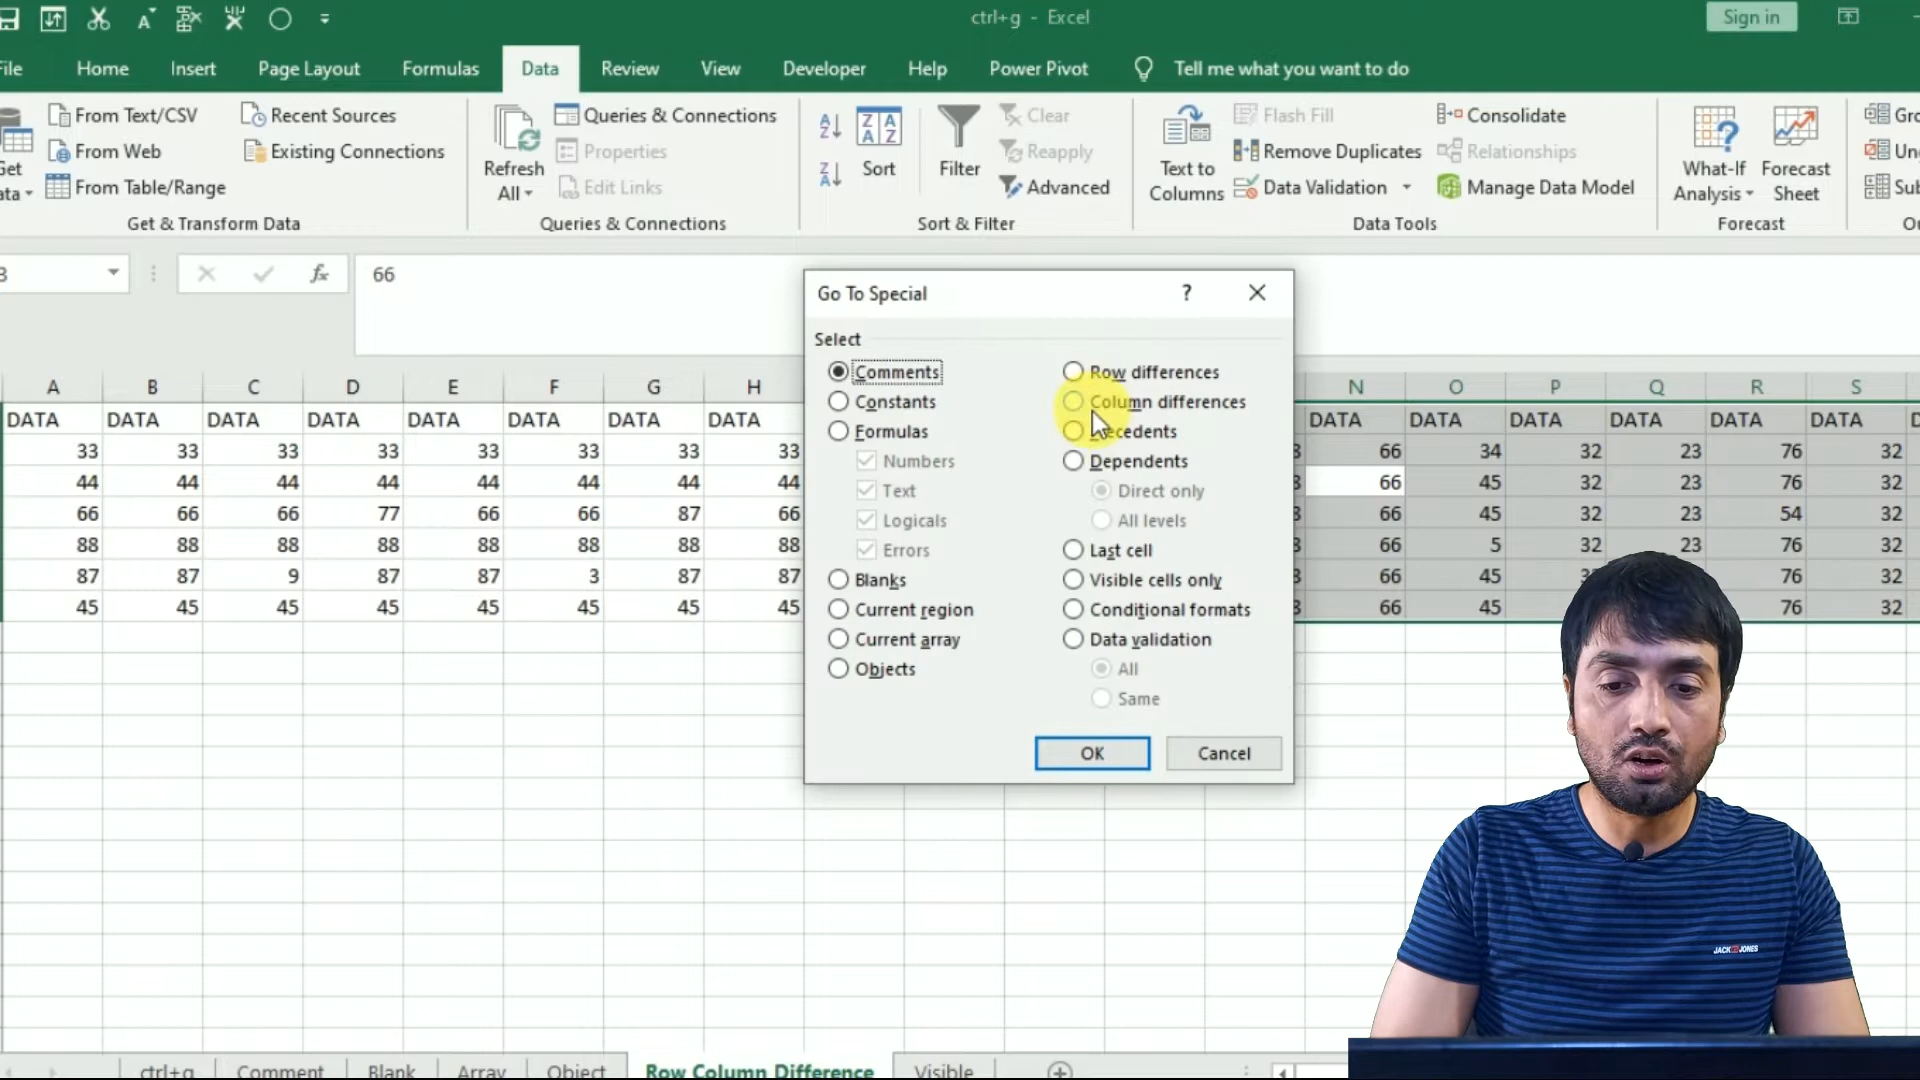 ctrl+g - Excel
Sign in
Home Insert Page Layout Formulas Data Review View Developer Help Power Pivot Tell me what you want to do
From Text/CSV Recent Sources Queries & Connections Clear Flash Fill Consolidate
From Web Existing Connections Properties Reapply Remove Duplicates Relationships
From Table/Range Edit Links Advanced Data Validation Manage Data Model
Refresh All Sort Filter Text to Columns What-If Analysis Forecast Sheet
Get & Transform Data Queries & Connections Sort & Filter Data Tools Forecast
fx 66
Go To Special ?
Select
Comments Row differences
Constants Column differences
Formulas
Numbers Dependents
Text Direct only
Logicals All levels
Errors Last cell
Blanks Visible cells only
Current region Conditional formats
Current array Data validation
Objects All
Same
OK Cancel
A B C D E F G H N O P Q R S
DATA DATA DATA DATA DATA DATA DATA DATA DATA DATA DATA DATA DATA DATA
33 33 33 33 33 33 33 33 66 34 32 23 76 32
44 44 44 44 44 44 44 44 66 45 32 23 76 32
66 66 66 77 66 66 87 66 66 45 32 23 54 32
88 88 88 88 88 88 88 88 66 5 32 23 76 32
87 87 9 87 87 3 87 87 66 45 76 32
45 45 45 45 45 45 45 45 66 45 76 32
JACK & JONES
ctrl+g Comment Blank Array Object Row Column Difference Visible